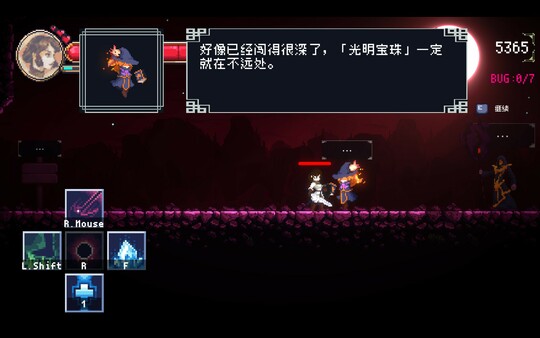 好像已经闯得很深了，「光明宝珠」一定
就在不远处。
5365
BUG:0/7
E 继续
...
...
...
R.Mouse
L.Shift
R
F
1